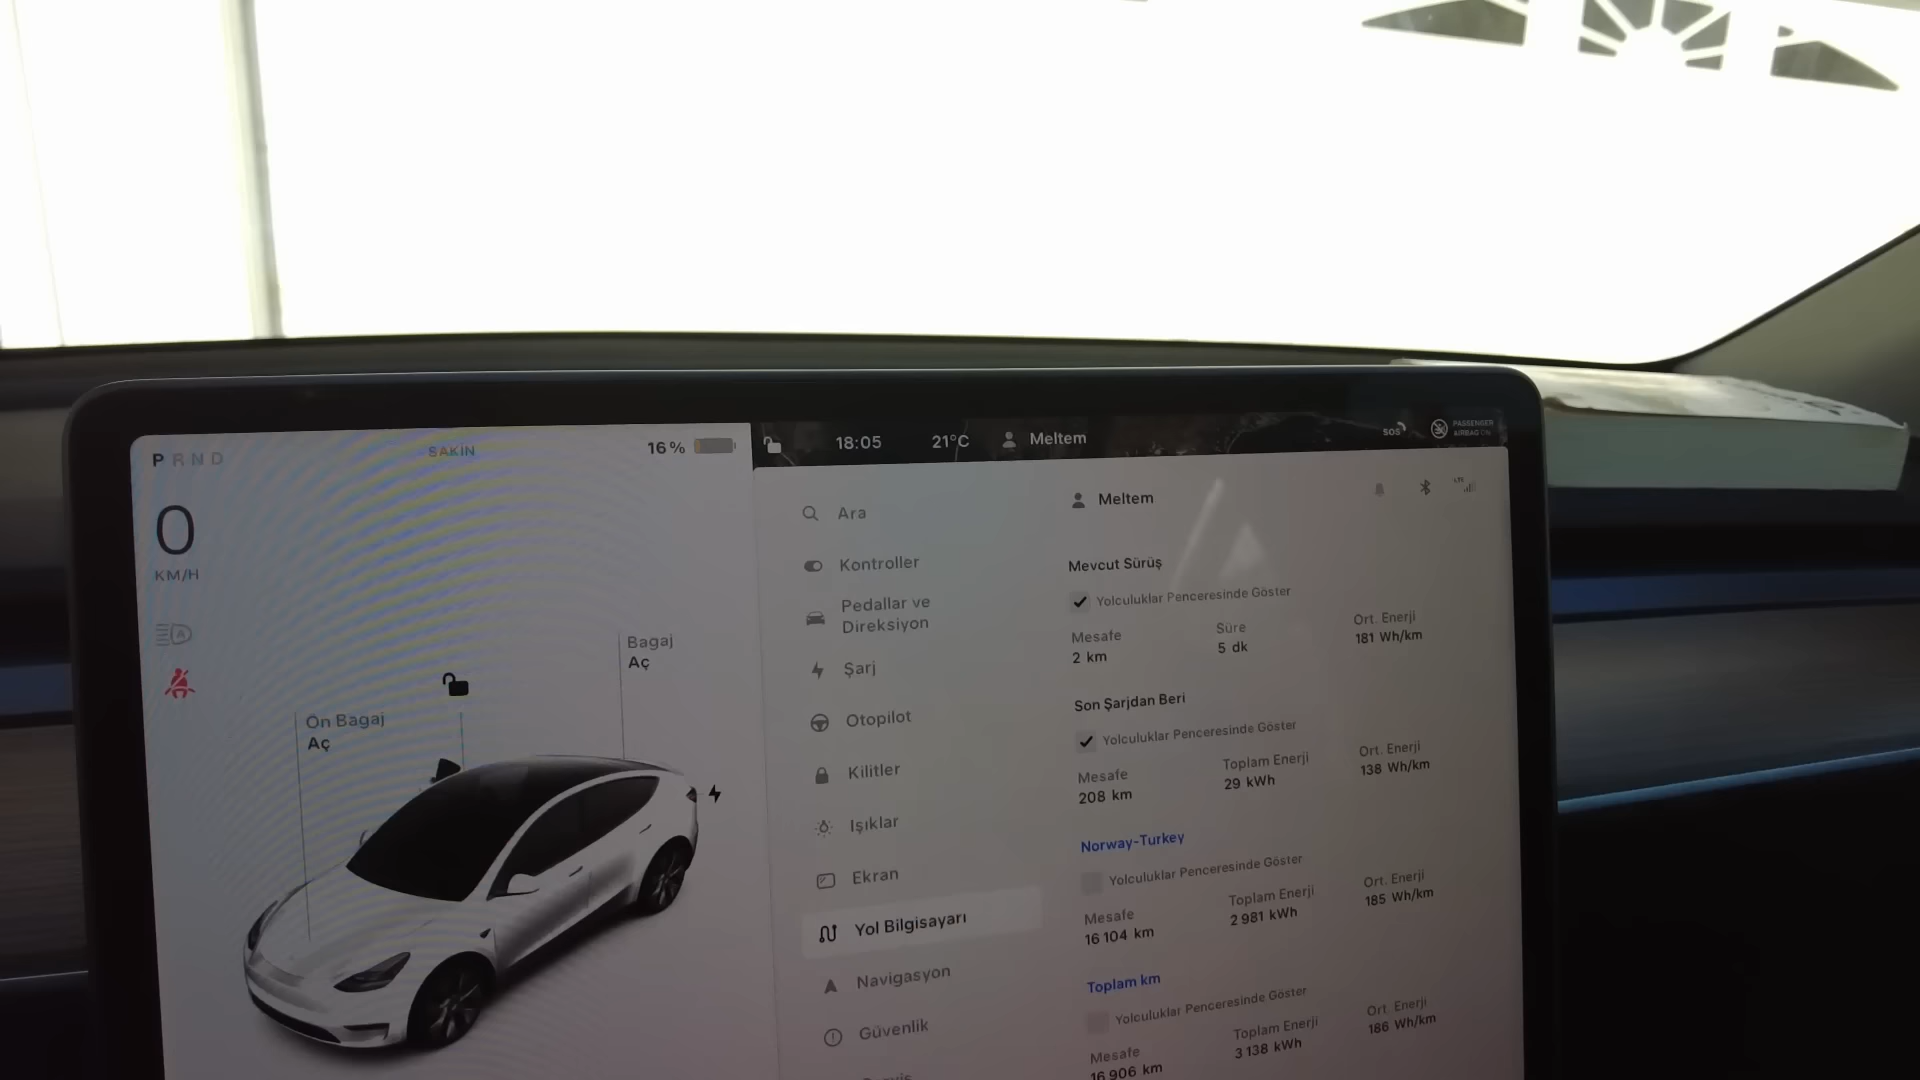 P R N D
SAKİN
16 %
0
KM/H
Ön Bagaj
Aç
Bagaj
Aç
18:05
21°C
Meltem
SOS
PASSENGER
AIRBAG ON
Ara
Kontroller
Pedallar ve
Direksiyon
Şarj
Otopilot
Kilitler
Işıklar
Ekran
Yol Bilgisayarı
Navigasyon
Güvenlik
Meltem
LTE
Mevcut Sürüş
Yolculuklar Penceresinde Göster
Mesafe Süre Ort. Enerji
2 km 5 dk 181 Wh/km
Son Şarjdan Beri
Yolculuklar Penceresinde Göster
Mesafe Toplam Enerji Ort. Enerji
208 km 29 kWh 138 Wh/km
Norway-Turkey
Yolculuklar Penceresinde Göster
Mesafe Toplam Enerji Ort. Enerji
16 104 km 2 981 kWh 185 Wh/km
Toplam km
Yolculuklar Penceresinde Göster
Mesafe Toplam Enerji Ort. Enerji
16 906 km 3 138 kWh 186 Wh/km